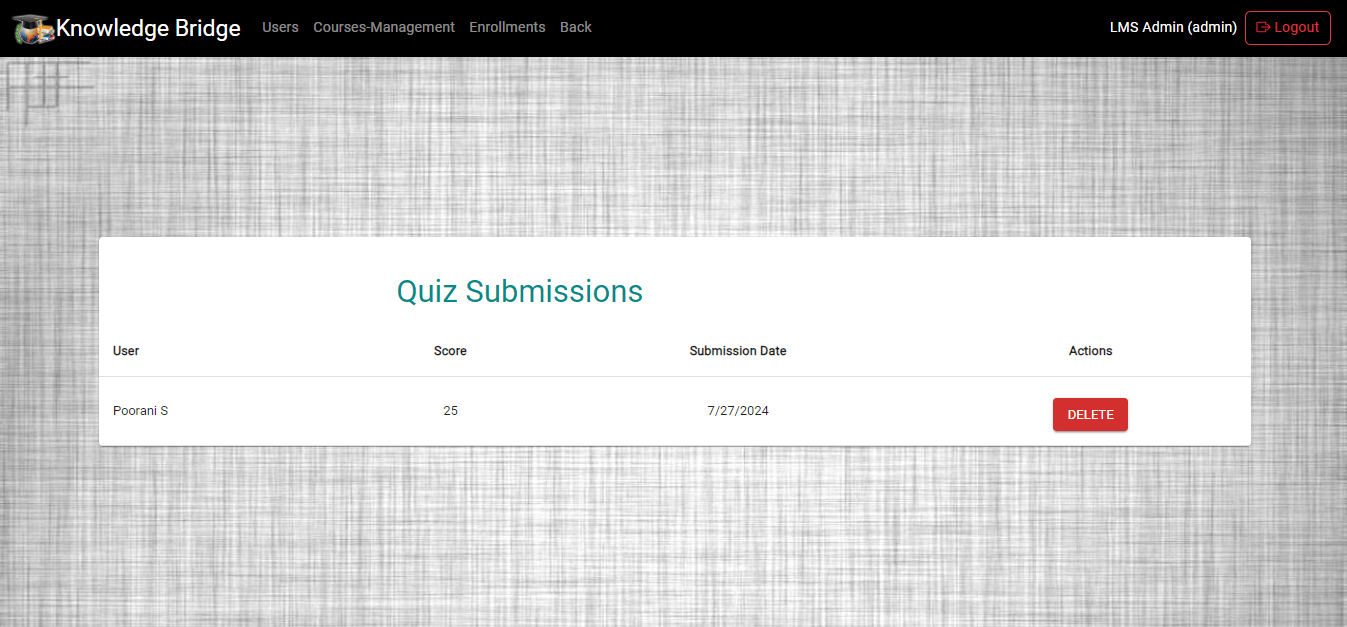 Knowledge Bridge Users Courses-Management Enrollments Back LMS Admin (admin) Logout
Quiz Submissions
User Score Submission Date Actions
Poorani S 25 7/27/2024 DELETE